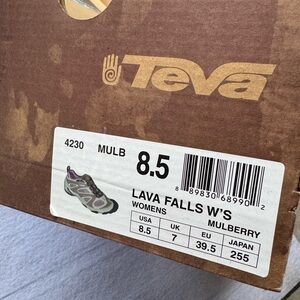 Teva
4230 MULB 8.5
8 89830 68990 2
LAVA FALLS W'S
WOMENS MULBERRY
USA UK EU JAPAN
8.5 7 39.5 255